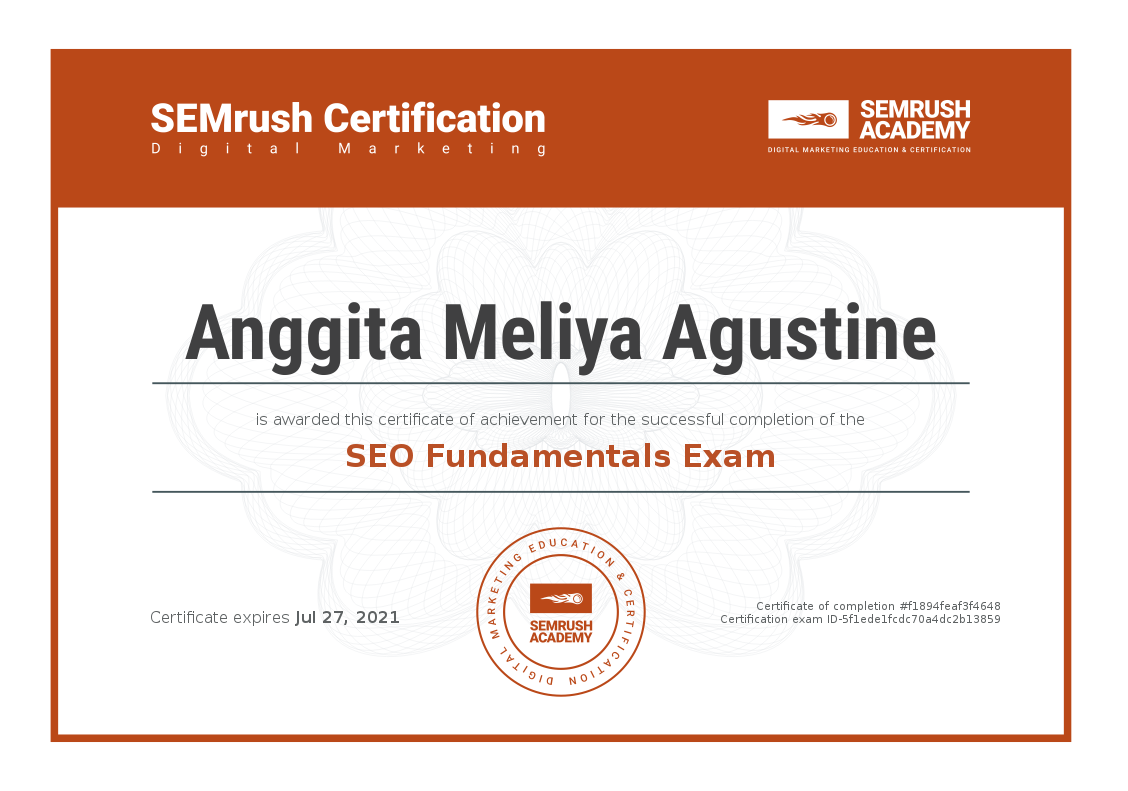 SEMrush Certification
Digital Marketing
SEMRUSH
ACADEMY
DIGITAL MARKETING EDUCATION & CERTIFICATION
Anggita Meliya Agustine
is awarded this certificate of achievement for the successful completion of the
SEO Fundamentals Exam
Certificate expires Jul 27, 2021
DIGITAL MARKETING EDUCATION & CERTIFICATION
SEMRUSH
ACADEMY
Certificate of completion #f1894feaf3f4648
Certification exam ID-5f1ede1fcdc70a4dc2b13859